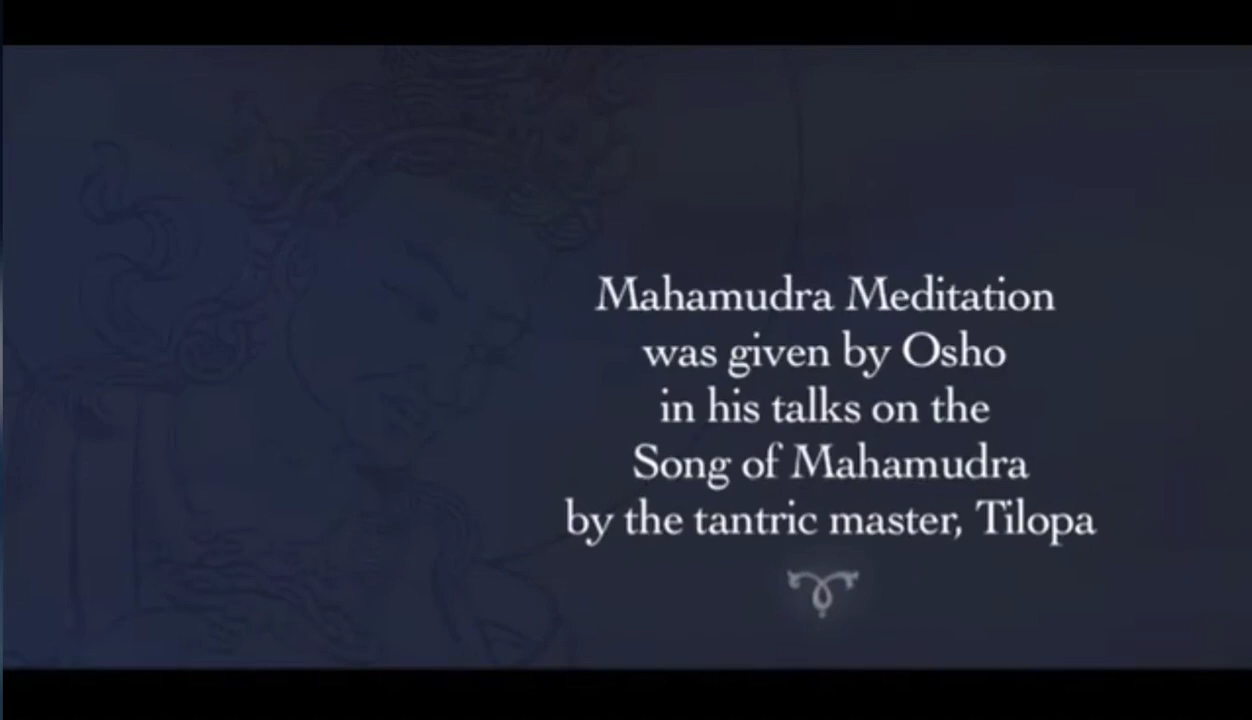 Mahamudra Meditation
was given by Osho
in his talks on the
Song of Mahamudra
by the tantric master, Tilopa